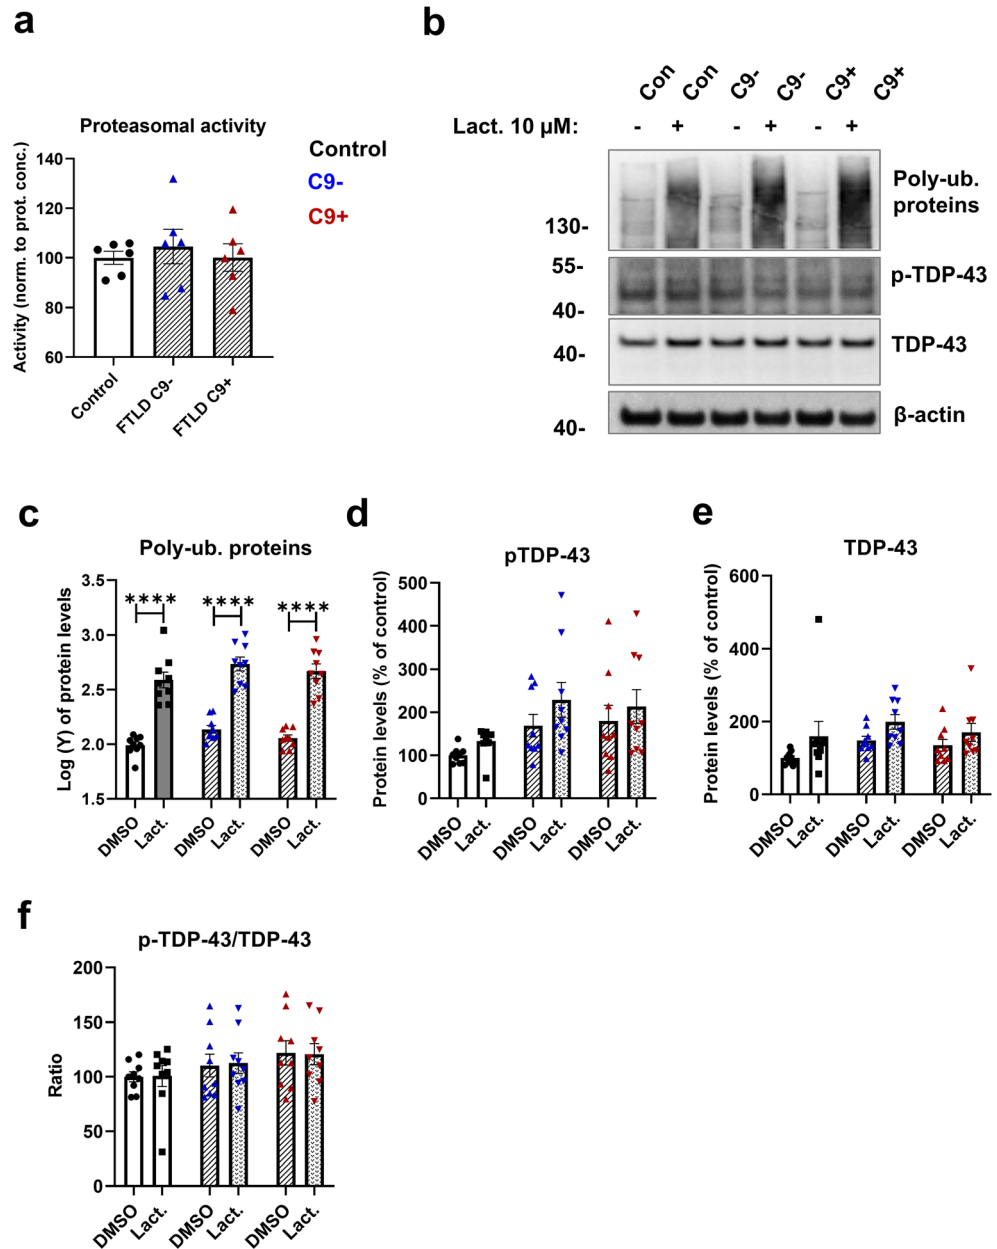 a
Proteasomal activity
Activity (norm. to prot. conc.)
140
120
100
80
60
Control
FTLD C9-
FTLD C9+
Control
C9-
C9+
b
Con Con C9- C9- C9+ C9+
Lact. 10 µM: - + - + - +
130-
Poly-ub.
proteins
55-
40-
p-TDP-43
40-
TDP-43
40-
β-actin
c
Poly-ub. proteins
Log (Y) of protein levels
3.5
3.0
2.5
2.0
1.5
**** **** ****
DMSO Lact. DMSO Lact. DMSO Lact.
d
pTDP-43
Protein levels (% of control)
500
400
300
200
100
0
DMSO Lact. DMSO Lact. DMSO Lact.
e
TDP-43
Protein levels (% of control)
600
400
200
0
DMSO Lact. DMSO Lact. DMSO Lact.
f
p-TDP-43/TDP-43
Ratio
200
150
100
50
0
DMSO Lact. DMSO Lact. DMSO Lact.